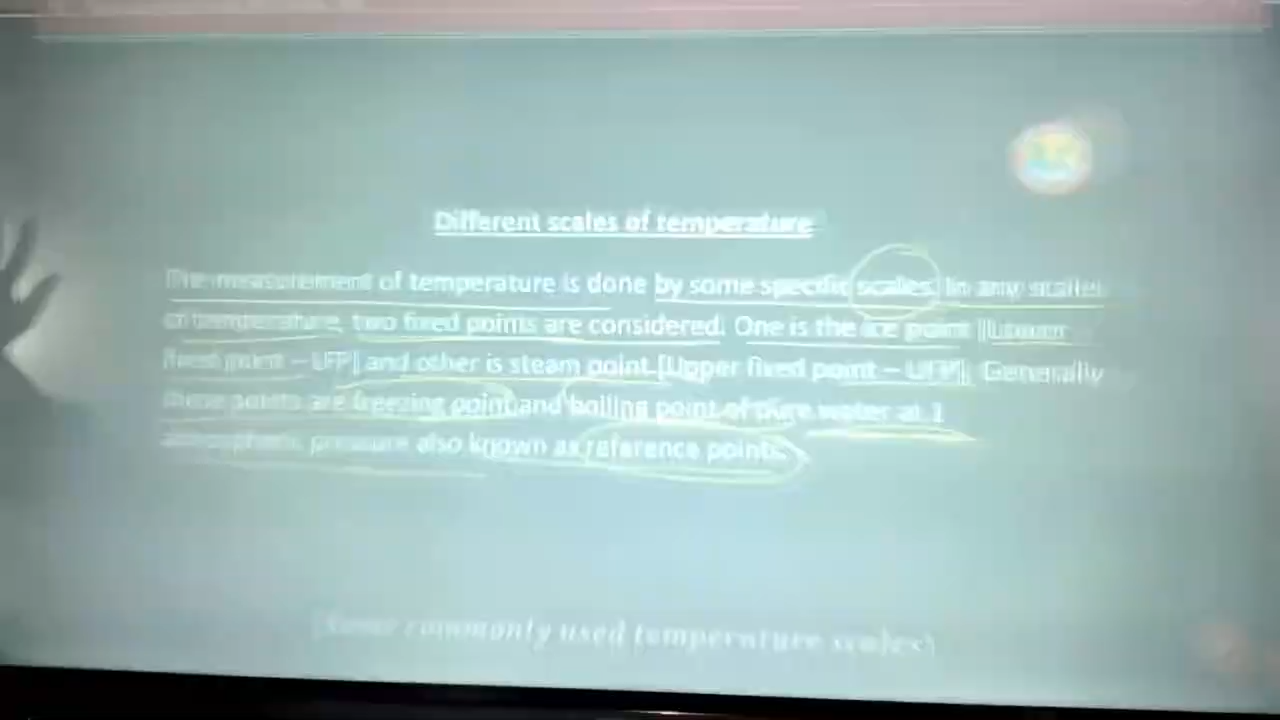 Different scales of temperature
The measurement of temperature is done by some specific scales. In any scales
of temperature, two fixed points are considered. One is the ice point [Lower
fixed point – LFP] and other is steam point [Upper fixed point – UFP]. Generally
these points are freezing point and boiling point of pure water at 1
atmospheric pressure also known as reference points.
(Some commonly used temperature scales)